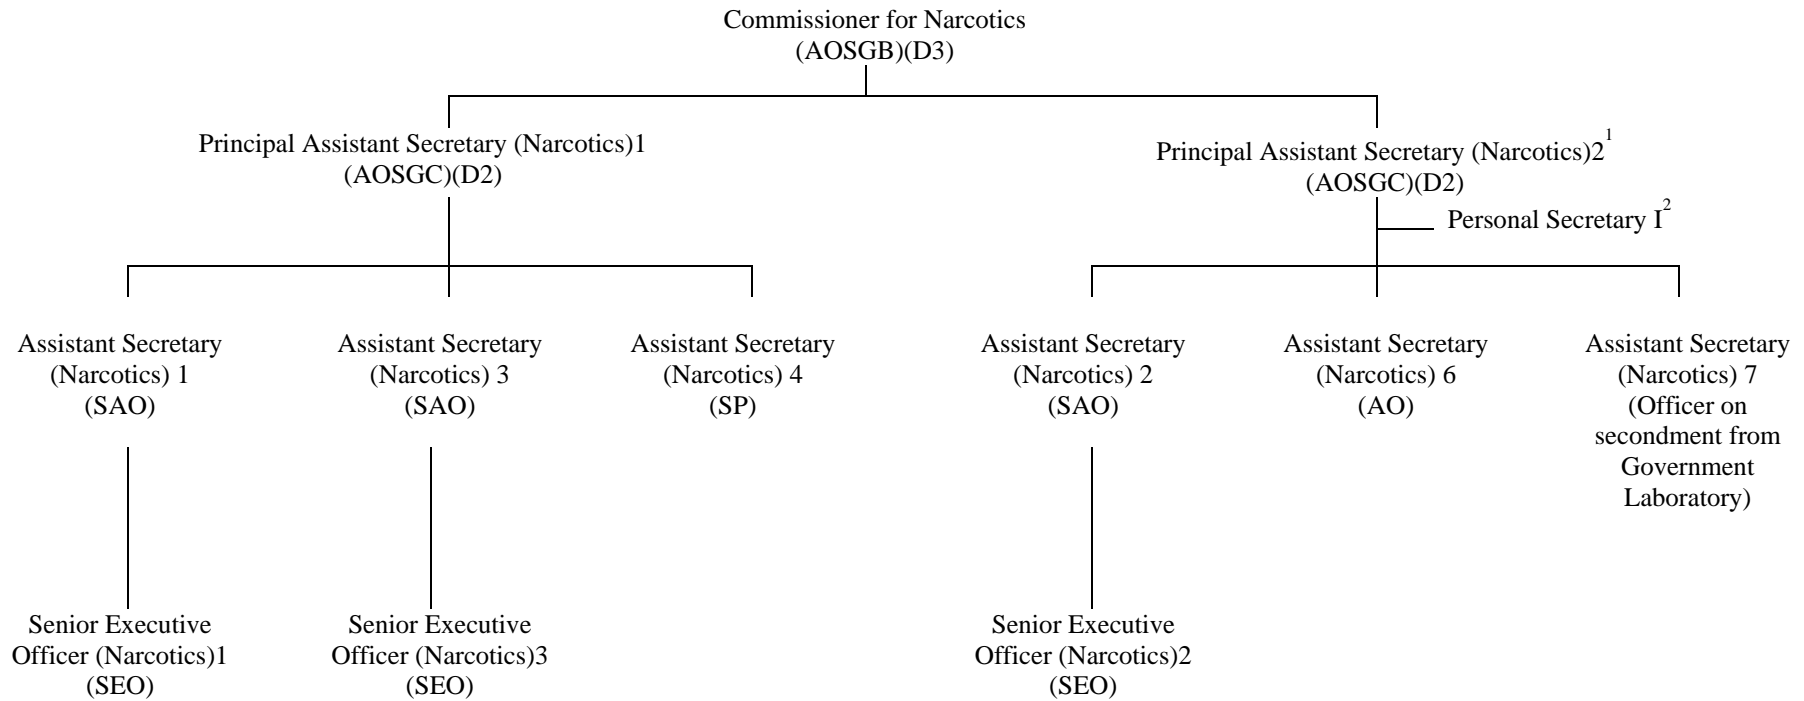 Commissioner for Narcotics
(AOSGB)(D3)
Principal Assistant Secretary (Narcotics)1
(AOSGC)(D2)
Principal Assistant Secretary (Narcotics)2 1
(AOSGC)(D2)
Personal Secretary I 2
Assistant Secretary
(Narcotics) 1
(SAO)
Assistant Secretary
(Narcotics) 3
(SAO)
Assistant Secretary
(Narcotics) 4
(SP)
Assistant Secretary
(Narcotics) 2
(SAO)
Assistant Secretary
(Narcotics) 6
(AO)
Assistant Secretary
(Narcotics) 7
(Officer on
secondment from
Government
Laboratory)
Senior Executive
Officer (Narcotics)1
(SEO)
Senior Executive
Officer (Narcotics)3
(SEO)
Senior Executive
Officer (Narcotics)2
(SEO)